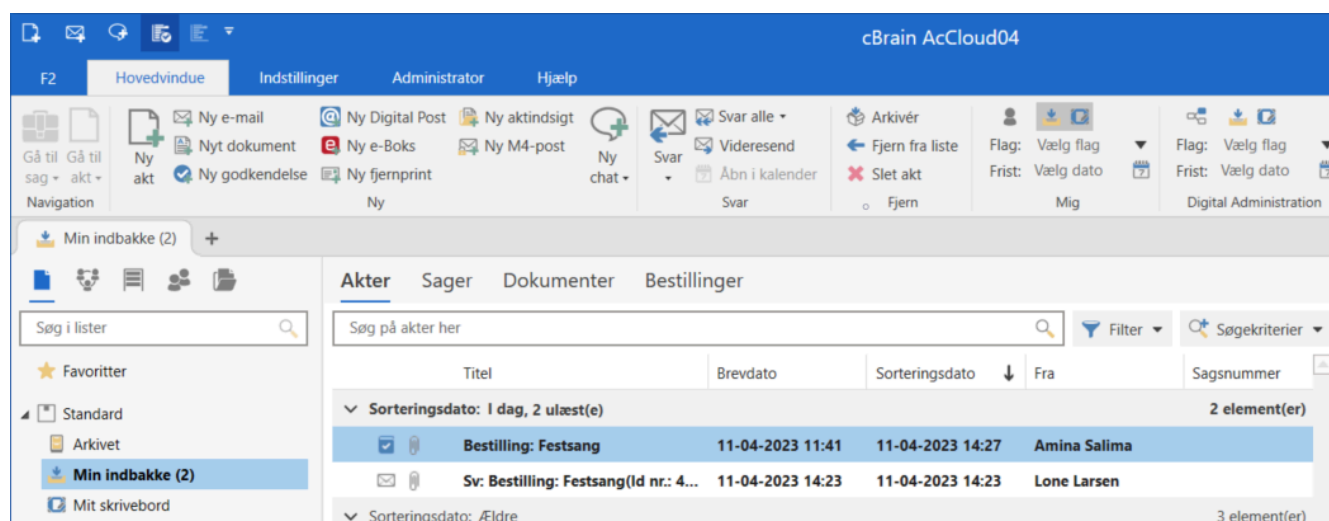 cBrain AcCloud04
F2 Hovedvindue Indstillinger Administrator Hjælp
Gå til sag
Gå til akt
Ny akt
Ny e-mail
Nyt dokument
Ny godkendelse
Ny Digital Post
Ny e-Boks
Ny fjernprint
Ny aktindsigt
Ny M4-post
Ny chat
Svar
Svar alle
Videresend
Åbn i kalender
Arkivér
Fjern fra liste
Slet akt
Flag: Vælg flag
Frist: Vælg dato
Flag: Vælg flag
Frist: Vælg dato
Navigation Ny Svar Fjern Mig Digital Administration
Min indbakke (2) +
Akter Sager Dokumenter Bestillinger
Søg i lister
Søg på akter her
Filter Søgekriterier
Favoritter
Standard
Arkivet
Min indbakke (2)
Mit skrivebord
Titel Brevdato Sorteringsdato Fra Sagsnummer
Sorteringsdato: I dag, 2 ulæst(e) 2 element(er)
Bestilling: Festsang 11-04-2023 11:41 11-04-2023 14:27 Amina Salima
Sv: Bestilling: Festsang(Id nr.: 4... 11-04-2023 14:23 11-04-2023 14:23 Lone Larsen
Sorteringsdato: Ældre 3 element(er)